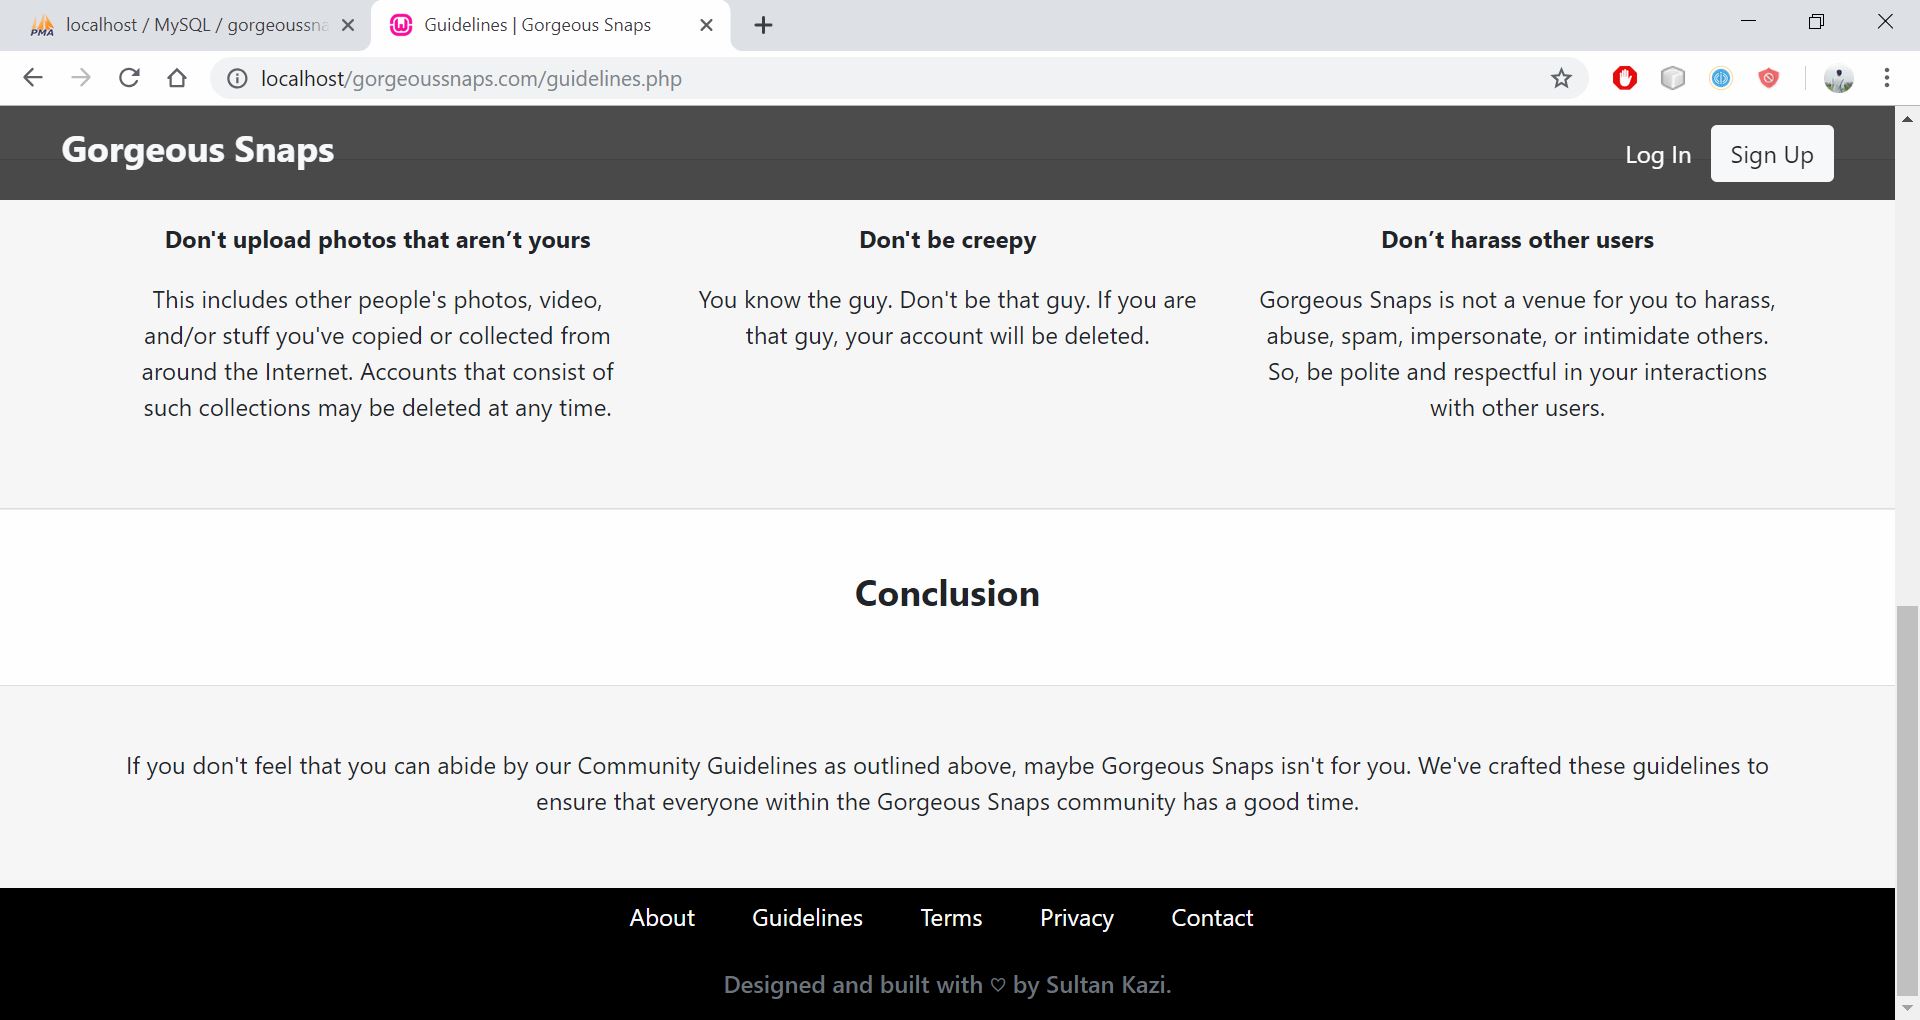 localhost / MySQL / gorgeoussna
Guidelines | Gorgeous Snaps
localhost/gorgeoussnaps.com/guidelines.php
Gorgeous Snaps
Log In
Sign Up
Don't upload photos that aren’t yours
This includes other people's photos, video,
and/or stuff you've copied or collected from
around the Internet. Accounts that consist of
such collections may be deleted at any time.
Don't be creepy
You know the guy. Don't be that guy. If you are
that guy, your account will be deleted.
Don’t harass other users
Gorgeous Snaps is not a venue for you to harass,
abuse, spam, impersonate, or intimidate others.
So, be polite and respectful in your interactions
with other users.
Conclusion
If you don't feel that you can abide by our Community Guidelines as outlined above, maybe Gorgeous Snaps isn't for you. We've crafted these guidelines to
ensure that everyone within the Gorgeous Snaps community has a good time.
About Guidelines Terms Privacy Contact
Designed and built with ♡ by Sultan Kazi.